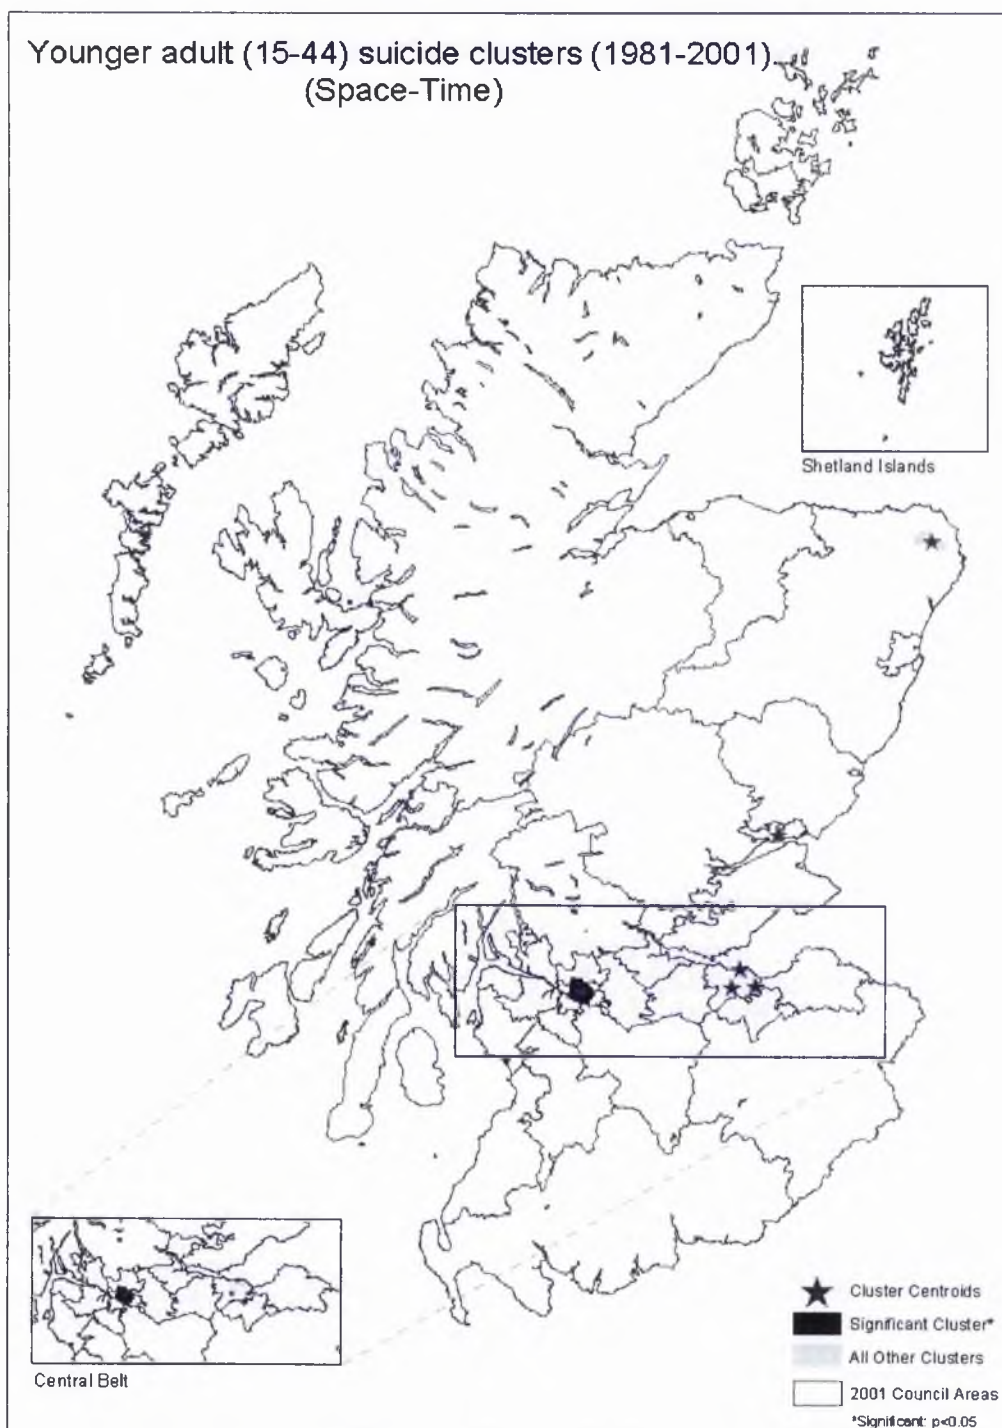 Younger adult (15-44) suicide clusters (1981-2001)
(Space-Time)
Shetland Islands
Central Belt
Cluster Centroids
Significant Cluster*
All Other Clusters
2001 Council Areas
*Significant: p<0.05